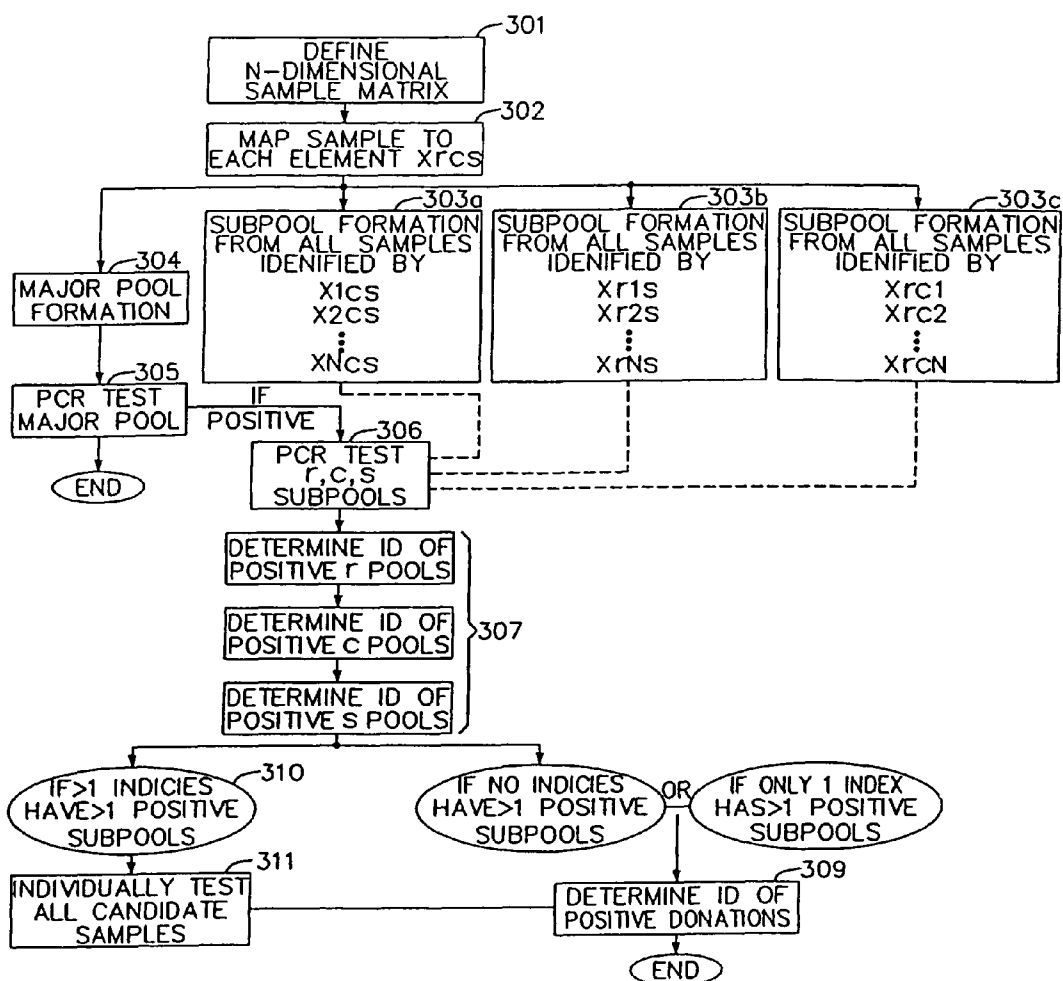 301
DEFINE
N-DIMENSIONAL
SAMPLE MATRIX
302
MAP SAMPLE TO
EACH ELEMENT Xrcs
303a
SUBPOOL FORMATION
FROM ALL SAMPLES
IDENIFIED BY
X1cs
X2cs
XNcs
303b
SUBPOOL FORMATION
FROM ALL SAMPLES
IDENIFIED BY
Xr1s
Xr2s
XrNs
303c
SUBPOOL FORMATION
FROM ALL SAMPLES
IDENIFIED BY
Xrc1
Xrc2
XrcN
304
MAJOR POOL
FORMATION
305
PCR TEST
MAJOR POOL
IF
POSITIVE
END
306
PCR TEST
r,c,s
SUBPOOLS
DETERMINE ID OF
POSITIVE r POOLS
DETERMINE ID OF
POSITIVE c POOLS
DETERMINE ID OF
POSITIVE s POOLS
307
310
IF>1 INDICIES
HAVE>1 POSITIVE
SUBPOOLS
IF NO INDICIES
HAVE>1 POSITIVE
SUBPOOLS
OR
IF ONLY 1 INDEX
HAS>1 POSITIVE
SUBPOOLS
311
INDIVIDUALLY TEST
ALL CANDIDATE
SAMPLES
309
DETERMINE ID OF
POSITIVE DONATIONS
END